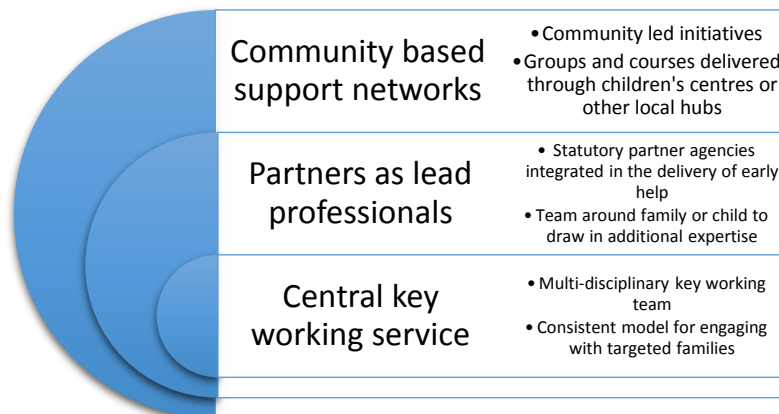 Community based
support networks
• Community led initiatives
• Groups and courses delivered
through children's centres or
other local hubs
Partners as lead
professionals
• Statutory partner agencies
integrated in the delivery of early
help
• Team around family or child to
draw in additional expertise
Central key
working service
• Multi-disciplinary key working
team
• Consistent model for engaging
with targeted families